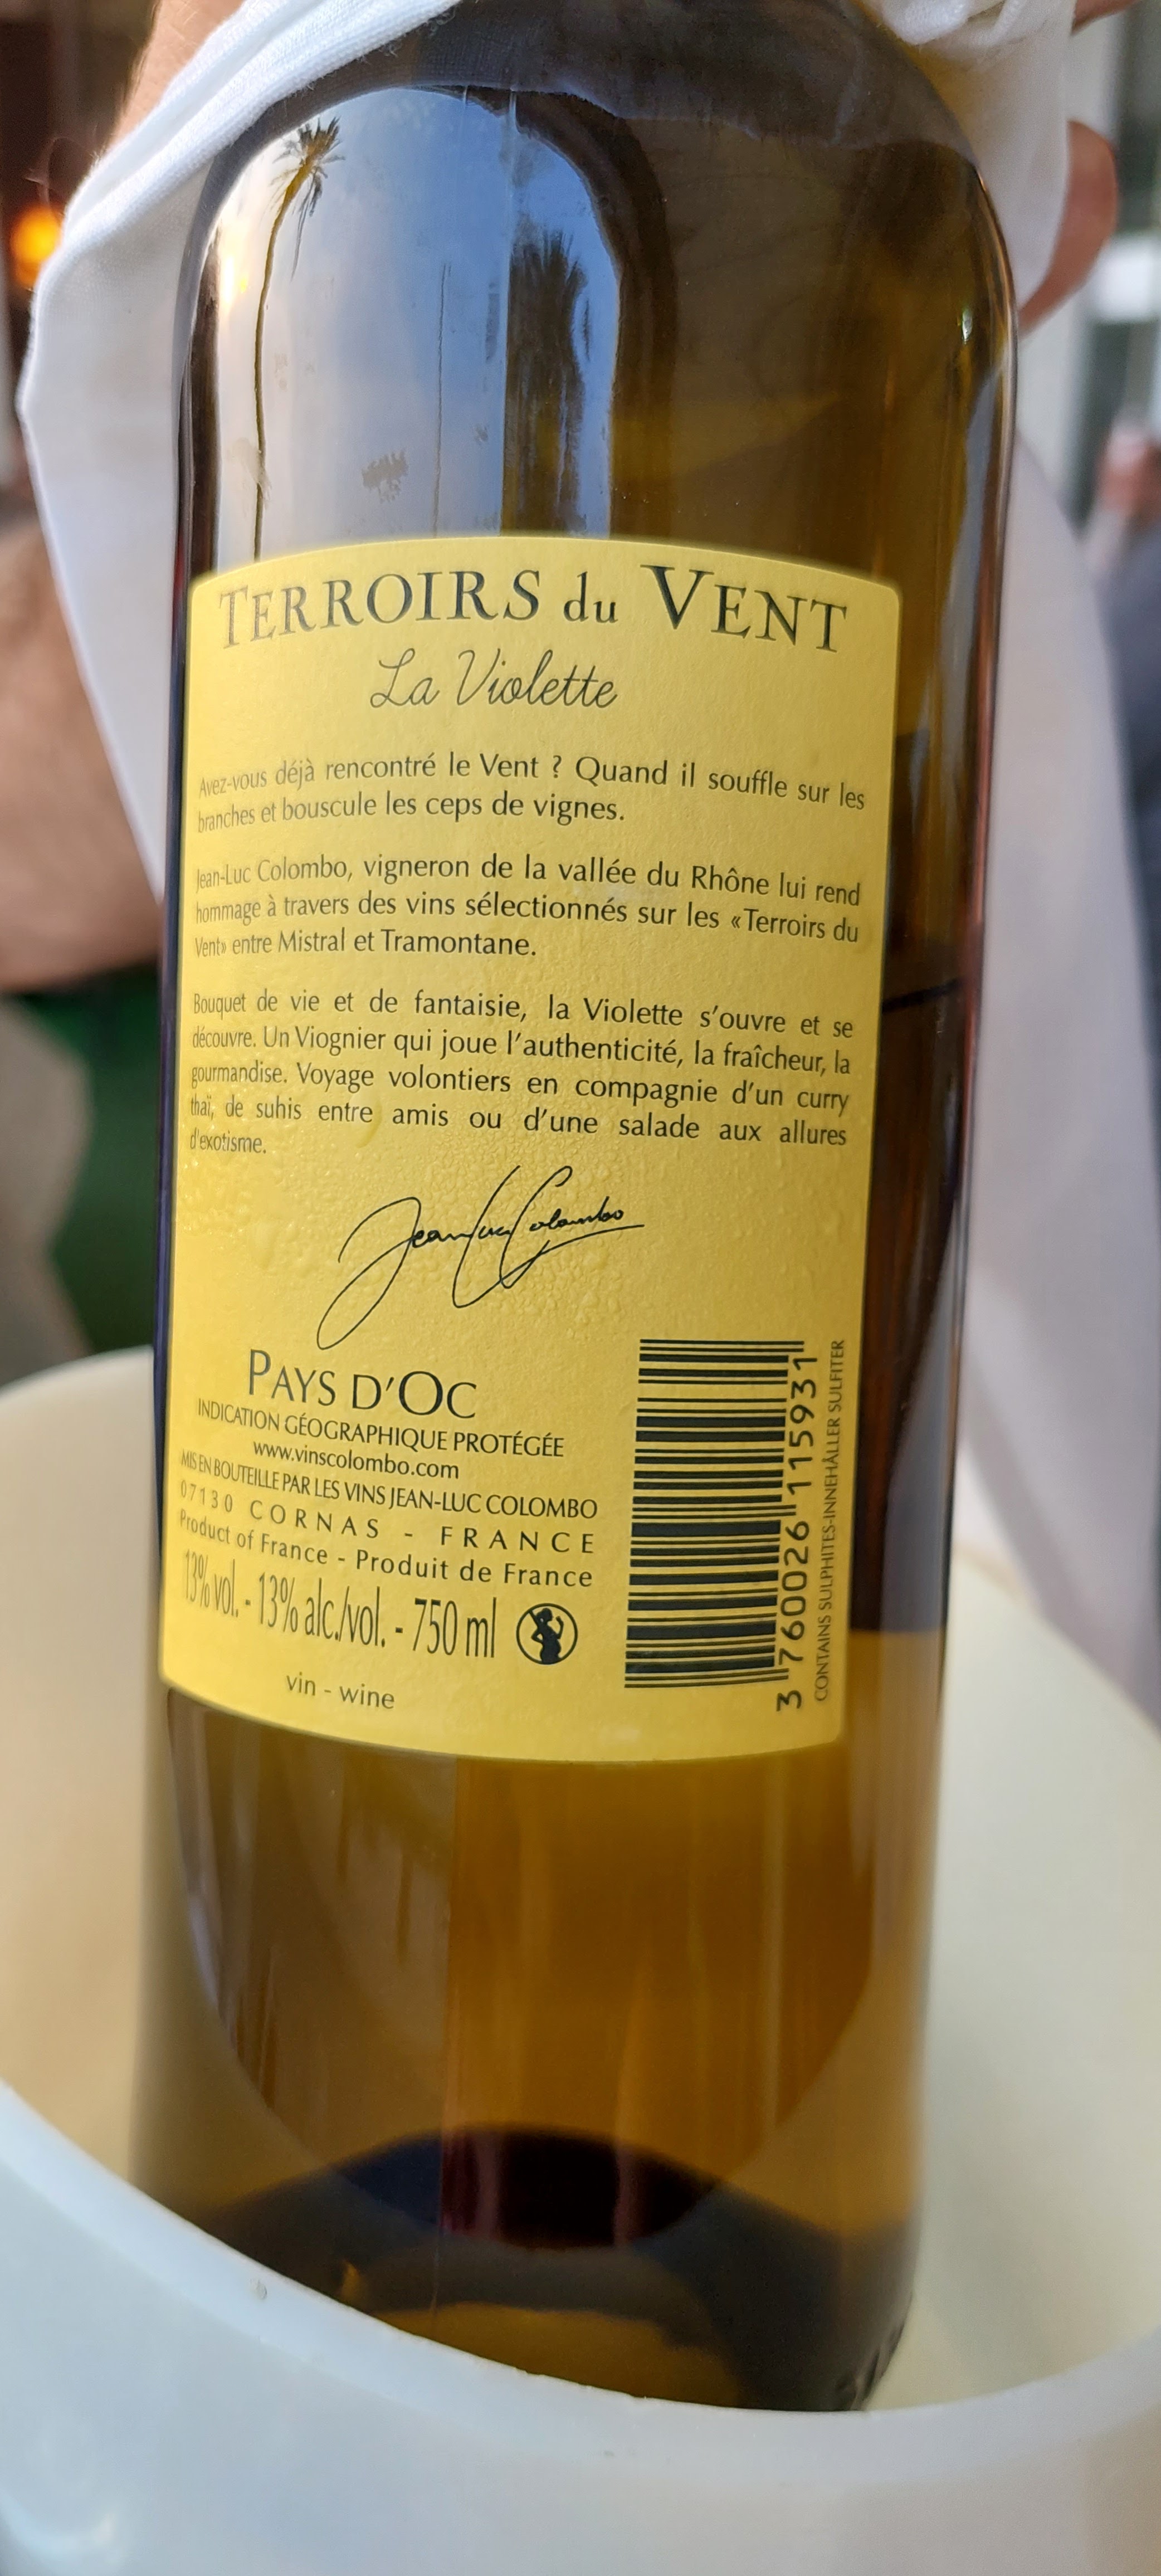 TERROIRS du VENT
La Violette
Avez-vous déjà rencontré le Vent ? Quand il souffle sur les
branches et bouscule les ceps de vignes.
Jean-Luc Colombo, vigneron de la vallée du Rhône lui rend
hommage à travers des vins sélectionnés sur les «Terroirs du
Vent» entre Mistral et Tramontane.
Bouquet de vie et de fantaisie, la Violette s'ouvre et se
découvre. Un Viognier qui joue l'authenticité, la fraîcheur, la
gourmandise. Voyage volontiers en compagnie d'un curry
thaï, de suhis entre amis ou d'une salade aux allures
d'exotisme.
Jean Luc Colombo
PAYS D'OC
INDICATION GÉOGRAPHIQUE PROTÉGÉE
www.vinscolombo.com
MIS EN BOUTEILLE PAR LES VINS JEAN-LUC COLOMBO
07130 CORNAS - FRANCE
Product of France - Produit de France
13% vol. - 13% alc./vol. - 750 ml
vin - wine
3 760026 115931
CONTAINS SULPHITES-INNEHÅLLER SULFITER